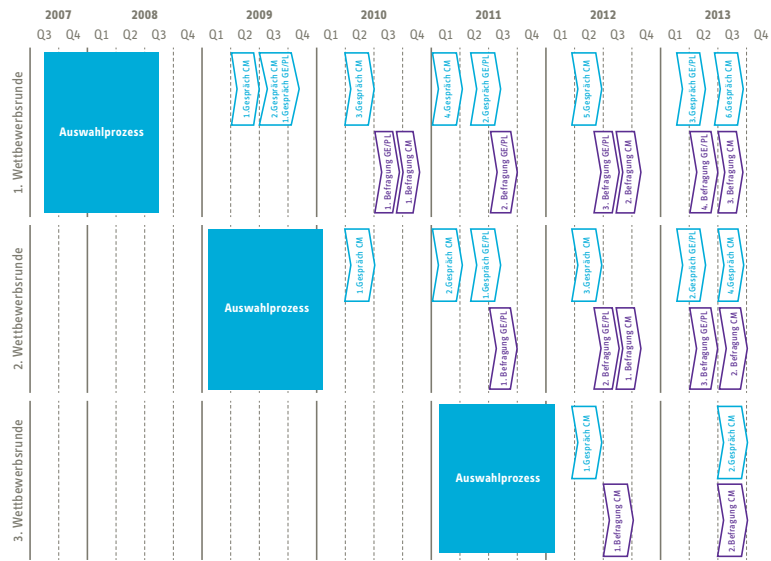 2007 2008 2009 2010 2011 2012 2013
Q3 Q4 Q1 Q2 Q3 Q4 Q1 Q2 Q3 Q4 Q1 Q2 Q3 Q4 Q1 Q2 Q3 Q4 Q1 Q2 Q3 Q4 Q1 Q2 Q3 Q4
1. Wettbewerbsrunde
Auswahlprozess
1.Gespräch CM
2.Gespräch CM
1.Gespräch GE/PL
3.Gespräch CM
4.Gespräch CM
2.Gespräch GE/PL
5.Gespräch CM
3.Gespräch GE/PL
6.Gespräch CM
1. Befragung GE/PL
1. Befragung CM
2. Befragung GE/PL
3. Befragung GE/PL
2. Befragung CM
4. Befragung GE/PL
3. Befragung CM
2. Wettbewerbsrunde
Auswahlprozess
1.Gespräch CM
2.Gespräch CM
1.Gespräch GE/PL
3.Gespräch CM
2.Gespräch GE/PL
4.Gespräch CM
1. Befragung GE/PL
2. Befragung GE/PL
1. Befragung CM
3. Befragung GE/PL
2. Befragung CM
3. Wettbewerbsrunde
Auswahlprozess
1.Gespräch CM
2.Gespräch CM
1.Befragung CM
2.Befragung CM